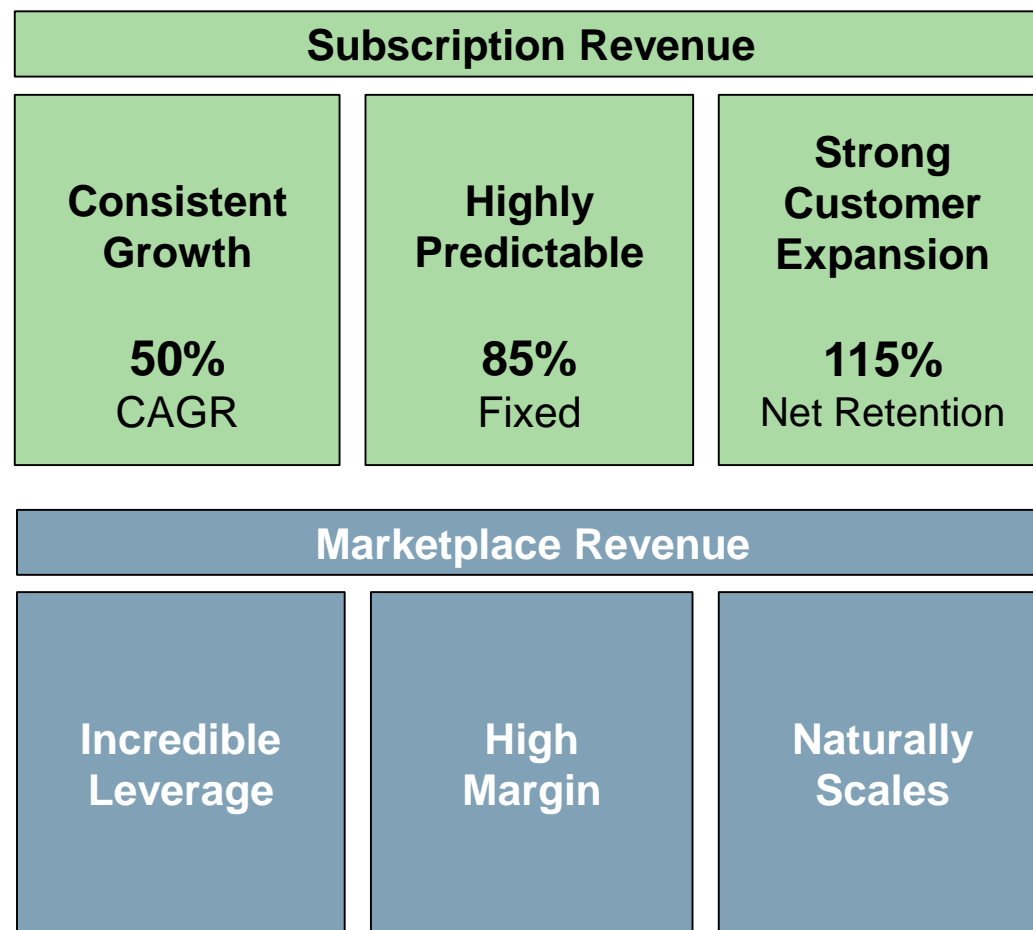 Subscription Revenue
Consistent
Growth
50%
CAGR
Highly
Predictable
85%
Fixed
Strong
Customer
Expansion
115%
Net Retention
Marketplace Revenue
Incredible
Leverage
High
Margin
Naturally
Scales